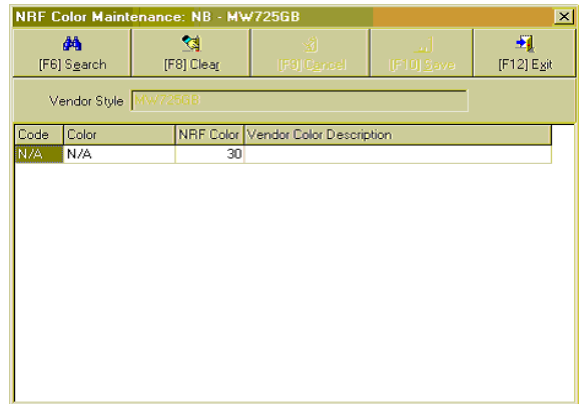 NRF Color Maintenance: NB - MW725GB
[F6] Search [F8] Clear [F9] Cancel [F10] Save [F12] Exit
Vendor Style MW725GB
Code Color NRF Color Vendor Color Description
N/A N/A 30